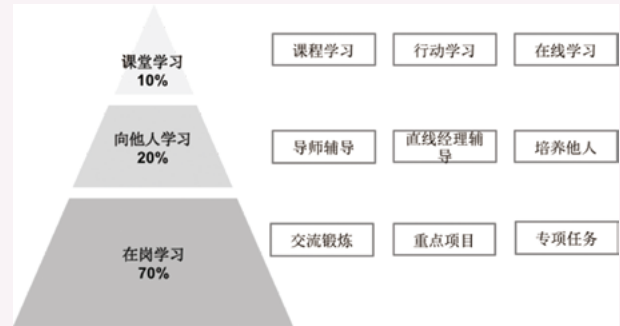 课堂学习
10%
课程学习
行动学习
在线学习
向他人学习
20%
导师辅导
直线经理辅
导
培养他人
在岗学习
70%
交流锻炼
重点项目
专项任务